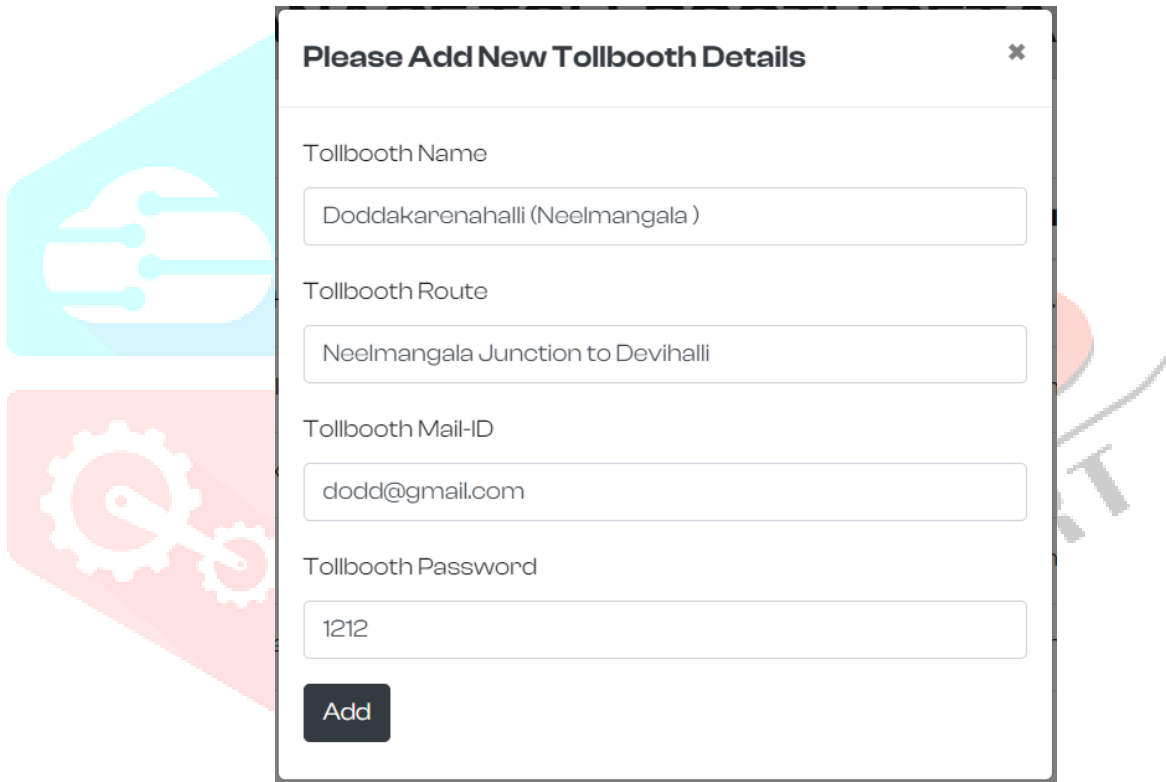 Please Add New Tollbooth Details
×
Tollbooth Name
Doddakarenahalli (Neelmangala )
Tollbooth Route
Neelmangala Junction to Devihalli
Tollbooth Mail-ID
dodd@gmail.com
Tollbooth Password
1212
Add